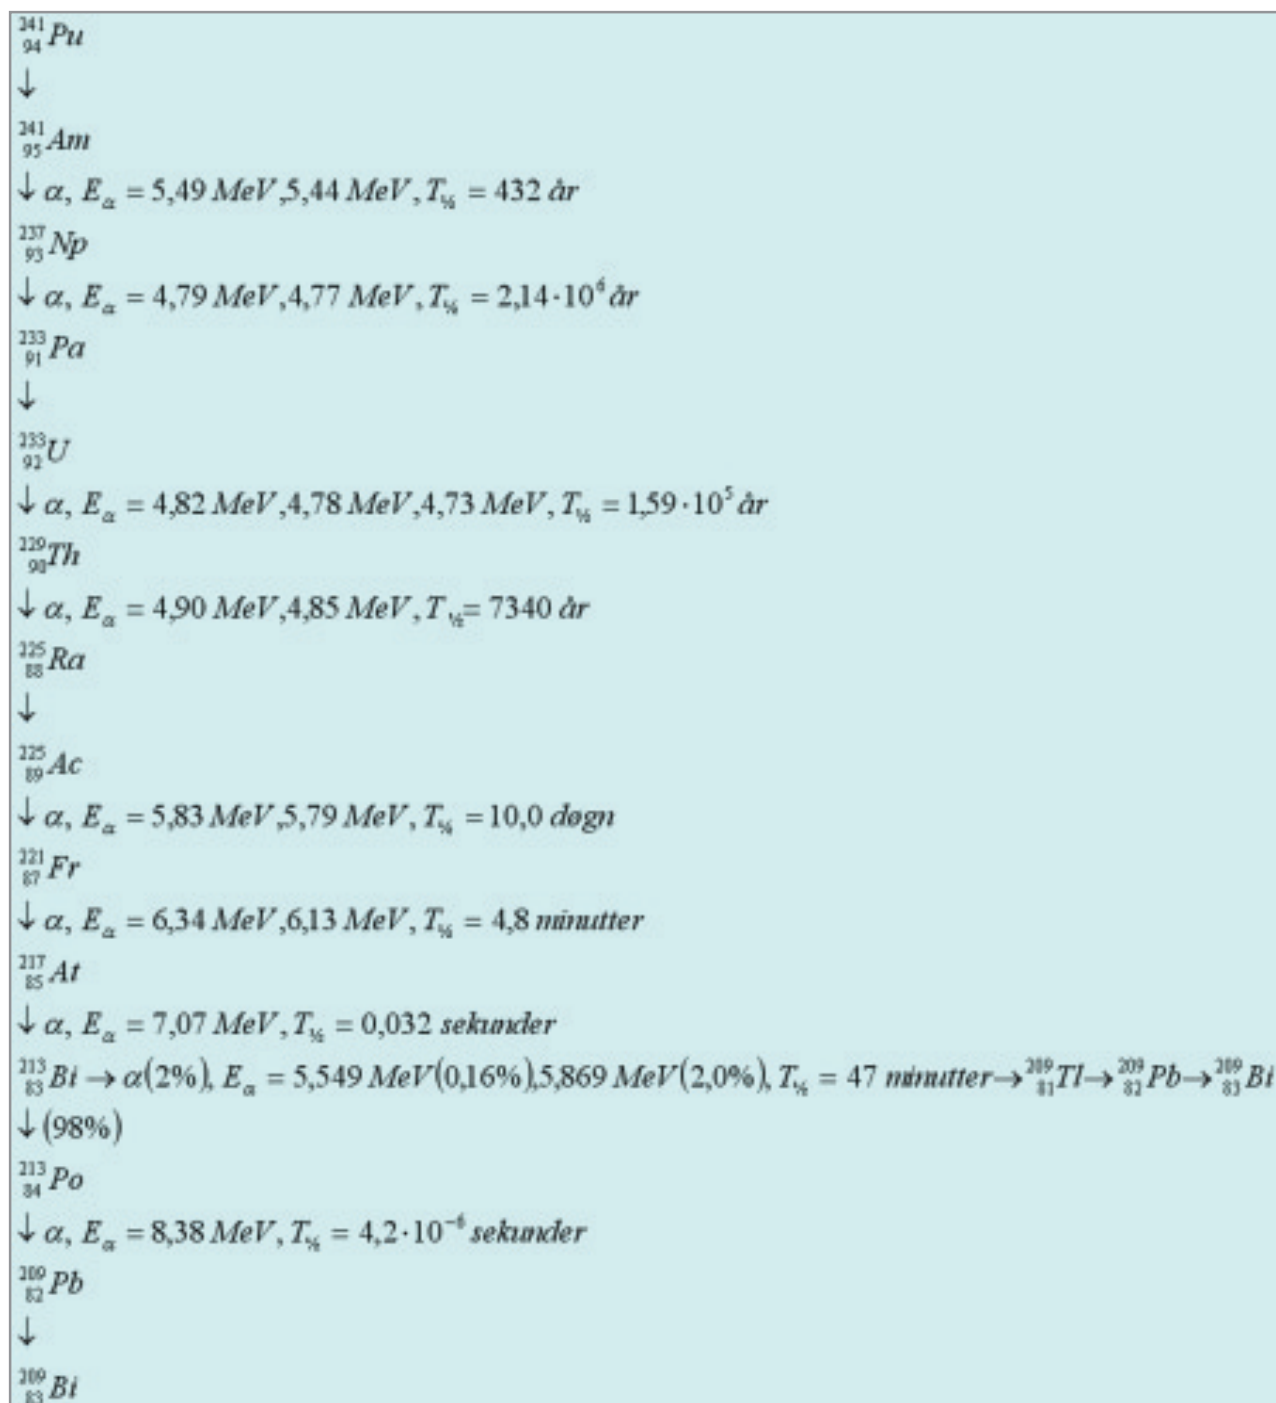 ²⁴¹₉₄Pu
↓
²⁴¹₉₅Am
↓ α, E_α = 5,49 MeV,5,44 MeV, T_½ = 432 år
²³⁷₉₃Np
↓ α, E_α = 4,79 MeV,4,77 MeV, T_½ = 2,14·10⁶ år
²³³₉₁Pa
↓
²³³₉₂U
↓ α, E_α = 4,82 MeV,4,78 MeV,4,73 MeV, T_½ = 1,59·10⁵ år
²²⁹₉₀Th
↓ α, E_α = 4,90 MeV,4,85 MeV, T_½= 7340 år
²²⁵₈₈Ra
↓
²²⁵₈₉Ac
↓ α, E_α = 5,83 MeV,5,79 MeV, T_½ = 10,0 døgn
²²¹₈₇Fr
↓ α, E_α = 6,34 MeV,6,13 MeV, T_½ = 4,8 minutter
²¹⁷₈₅At
↓ α, E_α = 7,07 MeV, T_½ = 0,032 sekunder
²¹³₈₃Bi → α(2%), E_α = 5,549 MeV(0,16%),5,869 MeV(2,0%), T_½ = 47 minutter→²⁰⁹₈₁Tl→²⁰⁹₈₂Pb→²⁰⁹₈₃Bi
↓ (98%)
²¹³₈₄Po
↓ α, E_α = 8,38 MeV, T_½ = 4,2·10⁻⁶ sekunder
²⁰⁹₈₂Pb
↓
²⁰⁹₈₃Bi